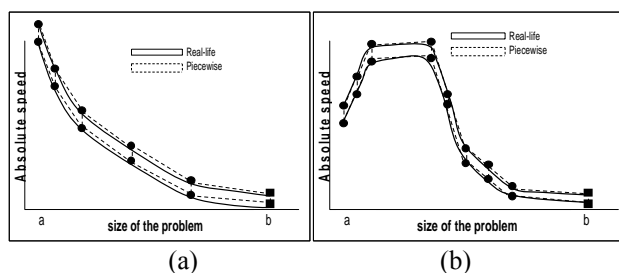 Absolute speed
Real-life
Piecewise
a
size of the problem
b
(a)
Absolute speed
Real-life
Piecewise
a
size of the problem
b
(b)